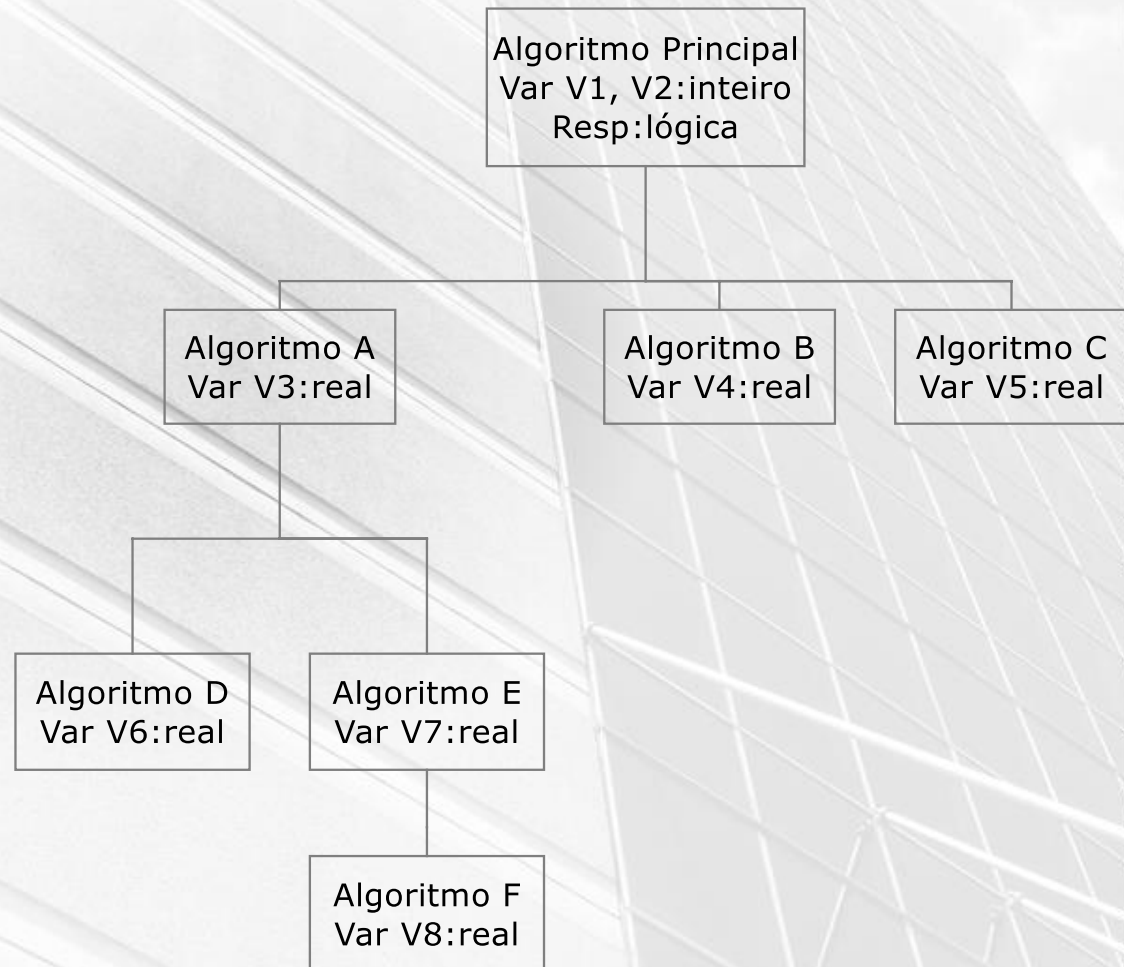 Algoritmo Principal
Var V1, V2:inteiro
Resp:lógica
Algoritmo A
Var V3:real
Algoritmo B
Var V4:real
Algoritmo C
Var V5:real
Algoritmo D
Var V6:real
Algoritmo E
Var V7:real
Algoritmo F
Var V8:real